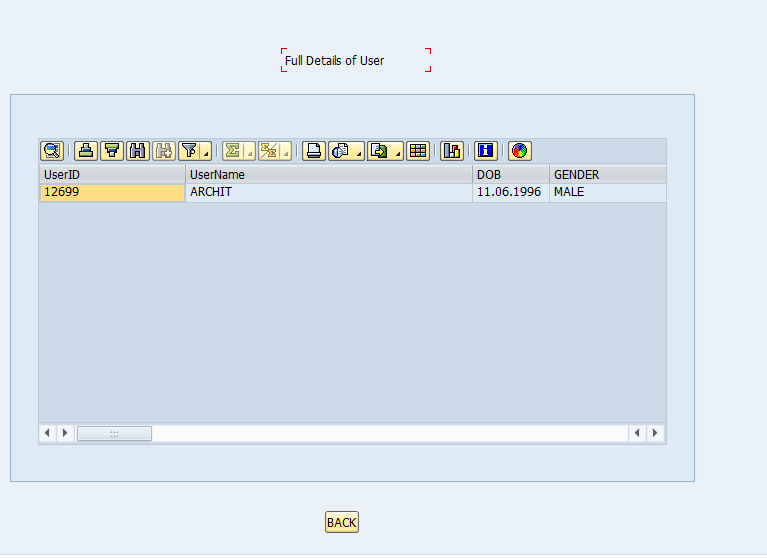 Full Details of User
UserID UserName DOB GENDER
12699 ARCHIT 11.06.1996 MALE
BACK